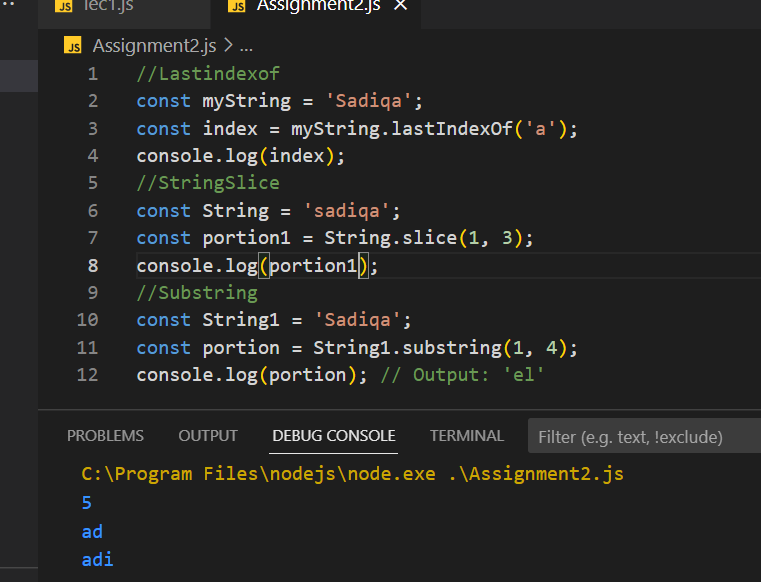 JS lec1.js JS Assignment2.js ×
JS Assignment2.js > ...
1 //Lastindexof
2 const myString = 'Sadiqa';
3 const index = myString.lastIndexOf('a');
4 console.log(index);
5 //StringSlice
6 const String = 'sadiqa';
7 const portion1 = String.slice(1, 3);
8 console.log(portion1);
9 //Substring
10 const String1 = 'Sadiqa';
11 const portion = String1.substring(1, 4);
12 console.log(portion); // Output: 'el'
PROBLEMS OUTPUT DEBUG CONSOLE TERMINAL Filter (e.g. text, !exclude)
C:\Program Files\nodejs\node.exe .\Assignment2.js
5
ad
adi